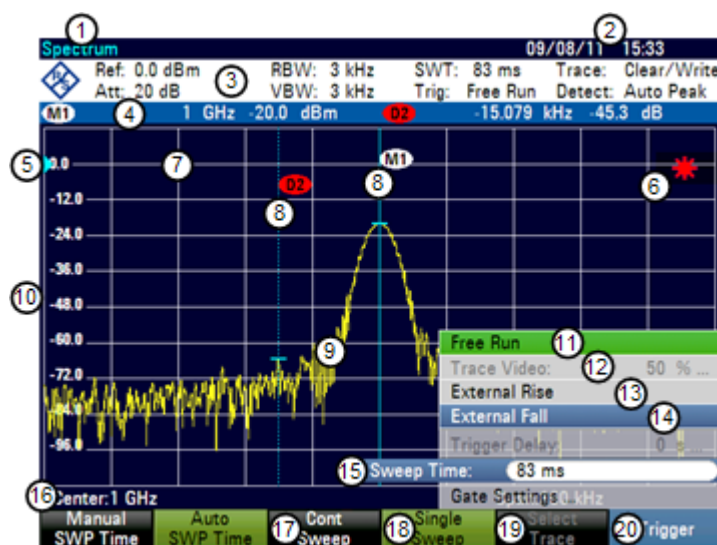 1 2
Spectrum 09/08/11 15:33
Ref: 0.0 dBm RBW: 3 kHz SWT: 83 ms Trace: Clear/Write
3
Att: 20 dB VBW: 3 kHz Trig: Free Run Detect: Auto Peak
M1 4 1 GHz -20.0 dBm D2 -15.079 kHz -45.3 dB
5 0.0 7 M1
D2 8 6
-12.0
8
-24.0
-36.0
10 -48.0
-60.0 9 Free Run 11
-72.0 Trace Video: 12 50 % ...
External Rise 13
-84.0 External Fall 14
-96.0 Trigger Delay: 0 s ...
15 Sweep Time: 83 ms
16 Center:1 GHz Gate Settings kHz
Manual Auto Cont Single Select
SWP Time SWP Time 17 Sweep 18 Sweep 19 Trace 20 Trigger